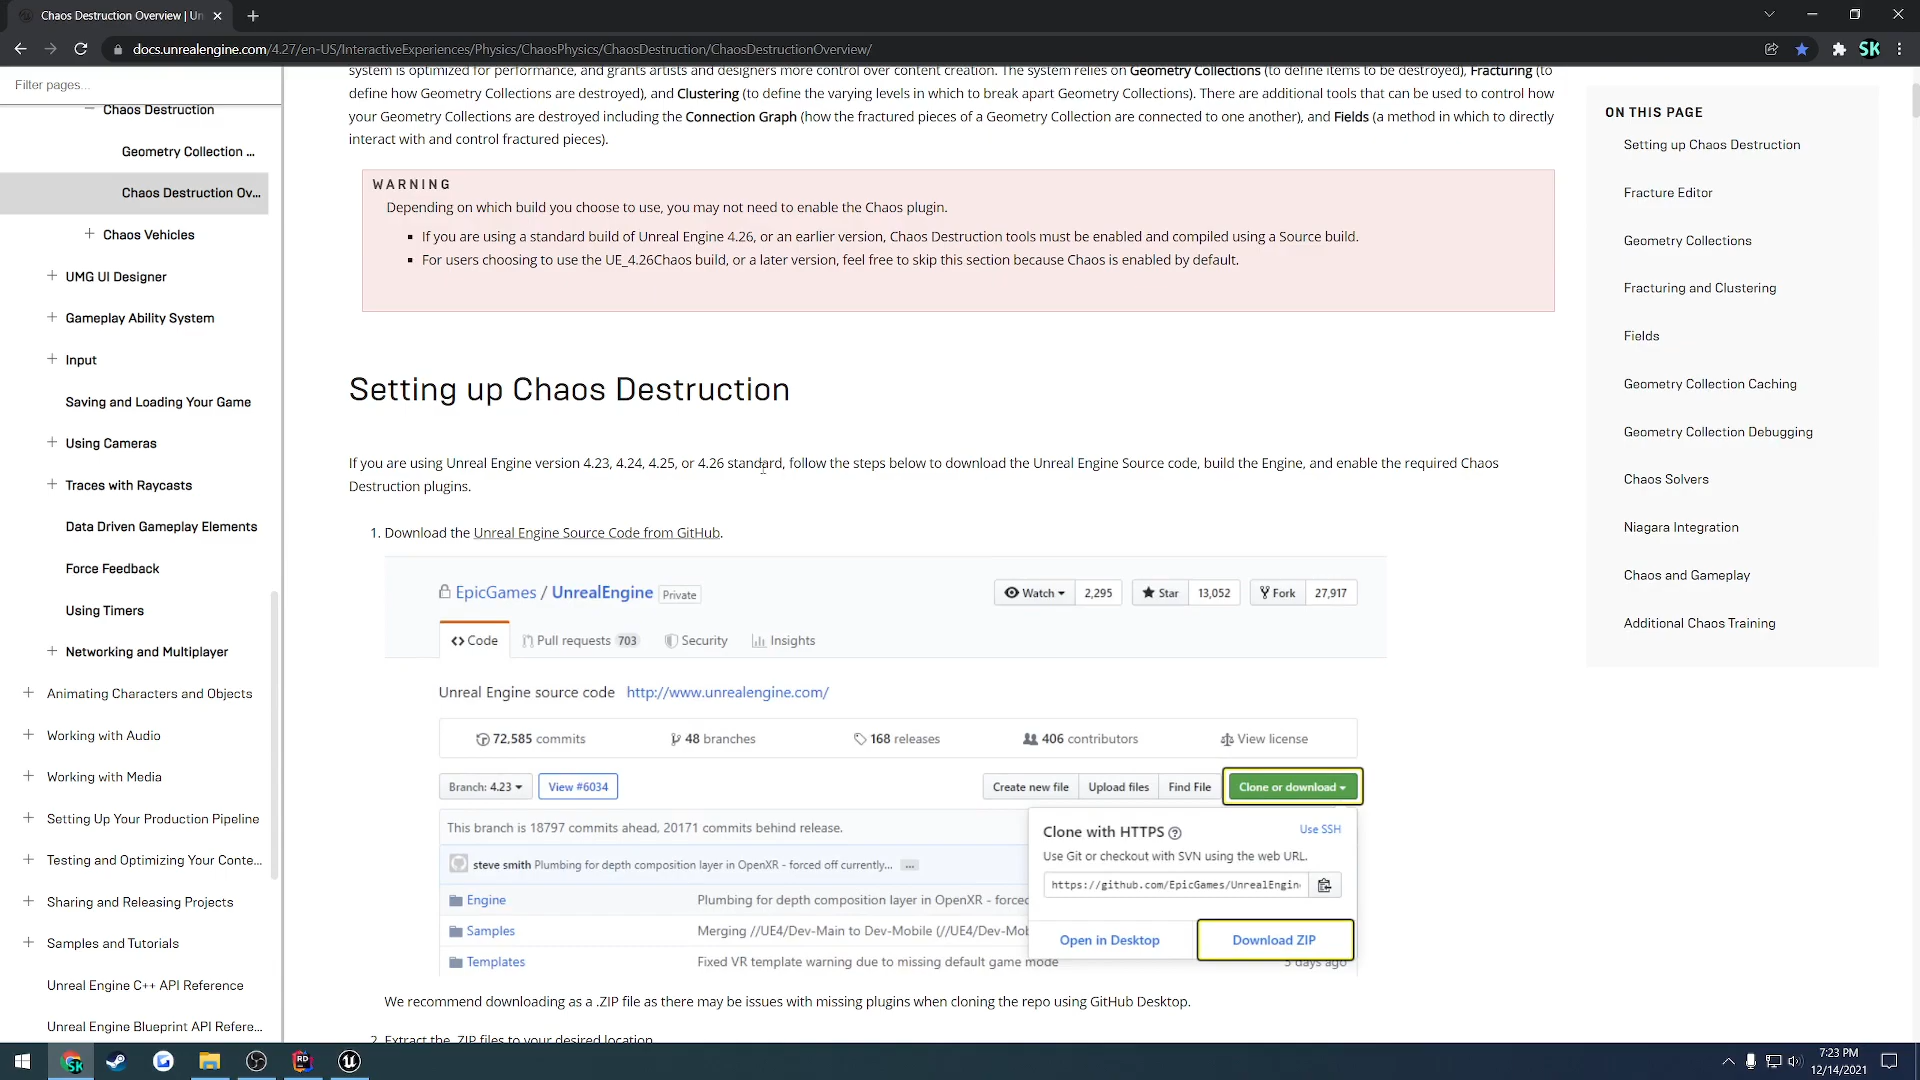 Chaos Destruction Overview | Un
docs.unrealengine.com/4.27/en-US/InteractiveExperiences/Physics/ChaosPhysics/ChaosDestruction/ChaosDestructionOverview/
SK
Filter pages...
Chaos Destruction
Geometry Collection ...
Chaos Destruction Ov...
Chaos Vehicles
UMG UI Designer
Gameplay Ability System
Input
Saving and Loading Your Game
Using Cameras
Traces with Raycasts
Data Driven Gameplay Elements
Force Feedback
Using Timers
Networking and Multiplayer
Animating Characters and Objects
Working with Audio
Working with Media
Setting Up Your Production Pipeline
Testing and Optimizing Your Conte...
Sharing and Releasing Projects
Samples and Tutorials
Unreal Engine C++ API Reference
Unreal Engine Blueprint API Refere...
system is optimized for performance, and grants artists and designers more control over content creation. The system relies on Geometry Collections (to define items to be destroyed), Fracturing (to
define how Geometry Collections are destroyed), and Clustering (to define the varying levels in which to break apart Geometry Collections). There are additional tools that can be used to control how
your Geometry Collections are destroyed including the Connection Graph (how the fractured pieces of a Geometry Collection are connected to one another), and Fields (a method in which to directly
interact with and control fractured pieces).
WARNING
Depending on which build you choose to use, you may not need to enable the Chaos plugin.
If you are using a standard build of Unreal Engine 4.26, or an earlier version, Chaos Destruction tools must be enabled and compiled using a Source build.
For users choosing to use the UE_4.26Chaos build, or a later version, feel free to skip this section because Chaos is enabled by default.
Setting up Chaos Destruction
If you are using Unreal Engine version 4.23, 4.24, 4.25, or 4.26 standard, follow the steps below to download the Unreal Engine Source code, build the Engine, and enable the required Chaos
Destruction plugins.
1. Download the Unreal Engine Source Code from GitHub.
EpicGames / UnrealEngine Private
Watch 2,295 Star 13,052 Fork 27,917
Code Pull requests 703 Security Insights
Unreal Engine source code http://www.unrealengine.com/
72,585 commits 48 branches 168 releases 406 contributors View license
Branch: 4.23 View #6034 Create new file Upload files Find File Clone or download
This branch is 18797 commits ahead, 20171 commits behind release.
steve smith Plumbing for depth composition layer in OpenXR - forced off currently... ...
Engine Plumbing for depth composition layer in OpenXR - forced
Samples Merging //UE4/Dev-Main to Dev-Mobile (//UE4/Dev-Mob
Templates Fixed VR template warning due to missing default game mode 5 days ago
Clone with HTTPS Use SSH
Use Git or checkout with SVN using the web URL.
https://github.com/EpicGames/UnrealEngin
Open in Desktop Download ZIP
We recommend downloading as a .ZIP file as there may be issues with missing plugins when cloning the repo using GitHub Desktop.
2. Extract the .ZIP files to your desired location.
ON THIS PAGE
Setting up Chaos Destruction
Fracture Editor
Geometry Collections
Fracturing and Clustering
Fields
Geometry Collection Caching
Geometry Collection Debugging
Chaos Solvers
Niagara Integration
Chaos and Gameplay
Additional Chaos Training
SK
RD
7:23 PM
12/14/2021